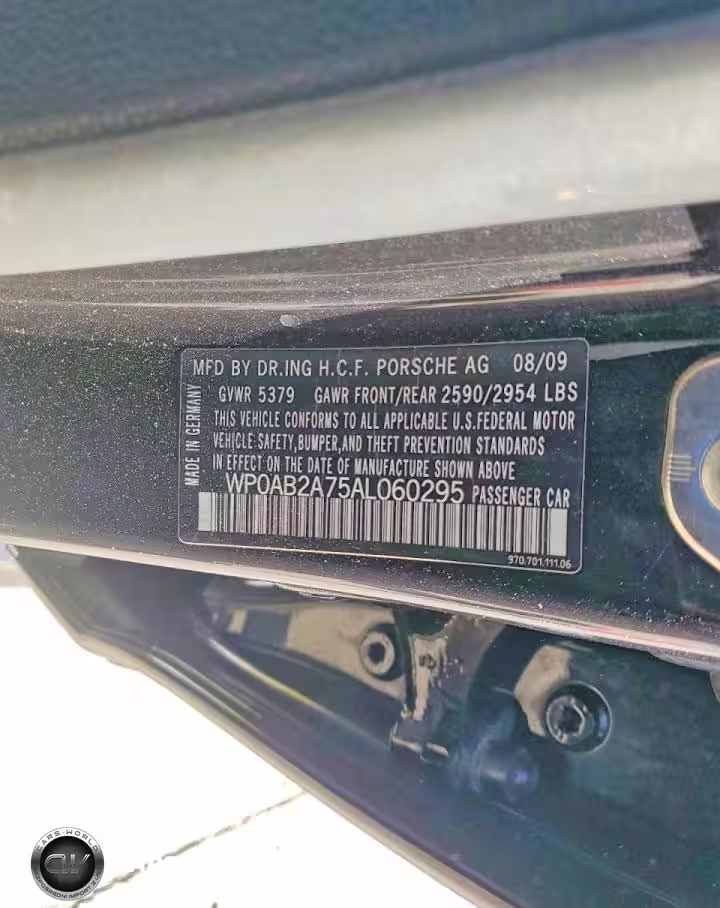 MFD BY DR.ING H.C.F. PORSCHE AG 08/09
GVWR 5379 GAWR FRONT/REAR 2590/2954 LBS
THIS VEHICLE CONFORMS TO ALL APPLICABLE U.S.FEDERAL MOTOR
VEHICLE SAFETY,BUMPER,AND THEFT PREVENTION STANDARDS
IN EFFECT ON THE DATE OF MANUFACTURE SHOWN ABOVE
WP0AB2A75AL060295 PASSENGER CAR
970.701.111.06
MADE IN GERMANY
CARS-WORLD
CW